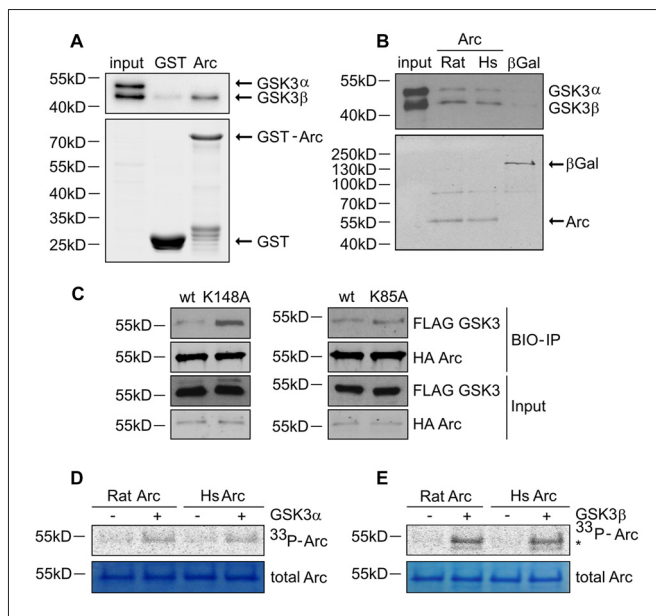 A
input GST Arc
55kD
40kD
GSK3α
GSK3β
70kD
55kD
40kD
35kD
25kD
GST-Arc
GST
B
Arc
input Rat Hs βGal
55kD
40kD
GSK3α
GSK3β
250kD
130kD
100kD
70kD
55kD
40kD
βGal
Arc
C
wt K148A wt K85A
55kD 55kD FLAG GSK3
55kD 55kD HA Arc
BIO-IP
55kD 55kD FLAG GSK3
55kD 55kD HA Arc
Input
D
Rat Arc Hs Arc
- + - + GSK3α
55kD 33P-Arc
55kD total Arc
E
Rat Arc Hs Arc
- + - + GSK3β
55kD 33P-Arc
*
55kD total Arc